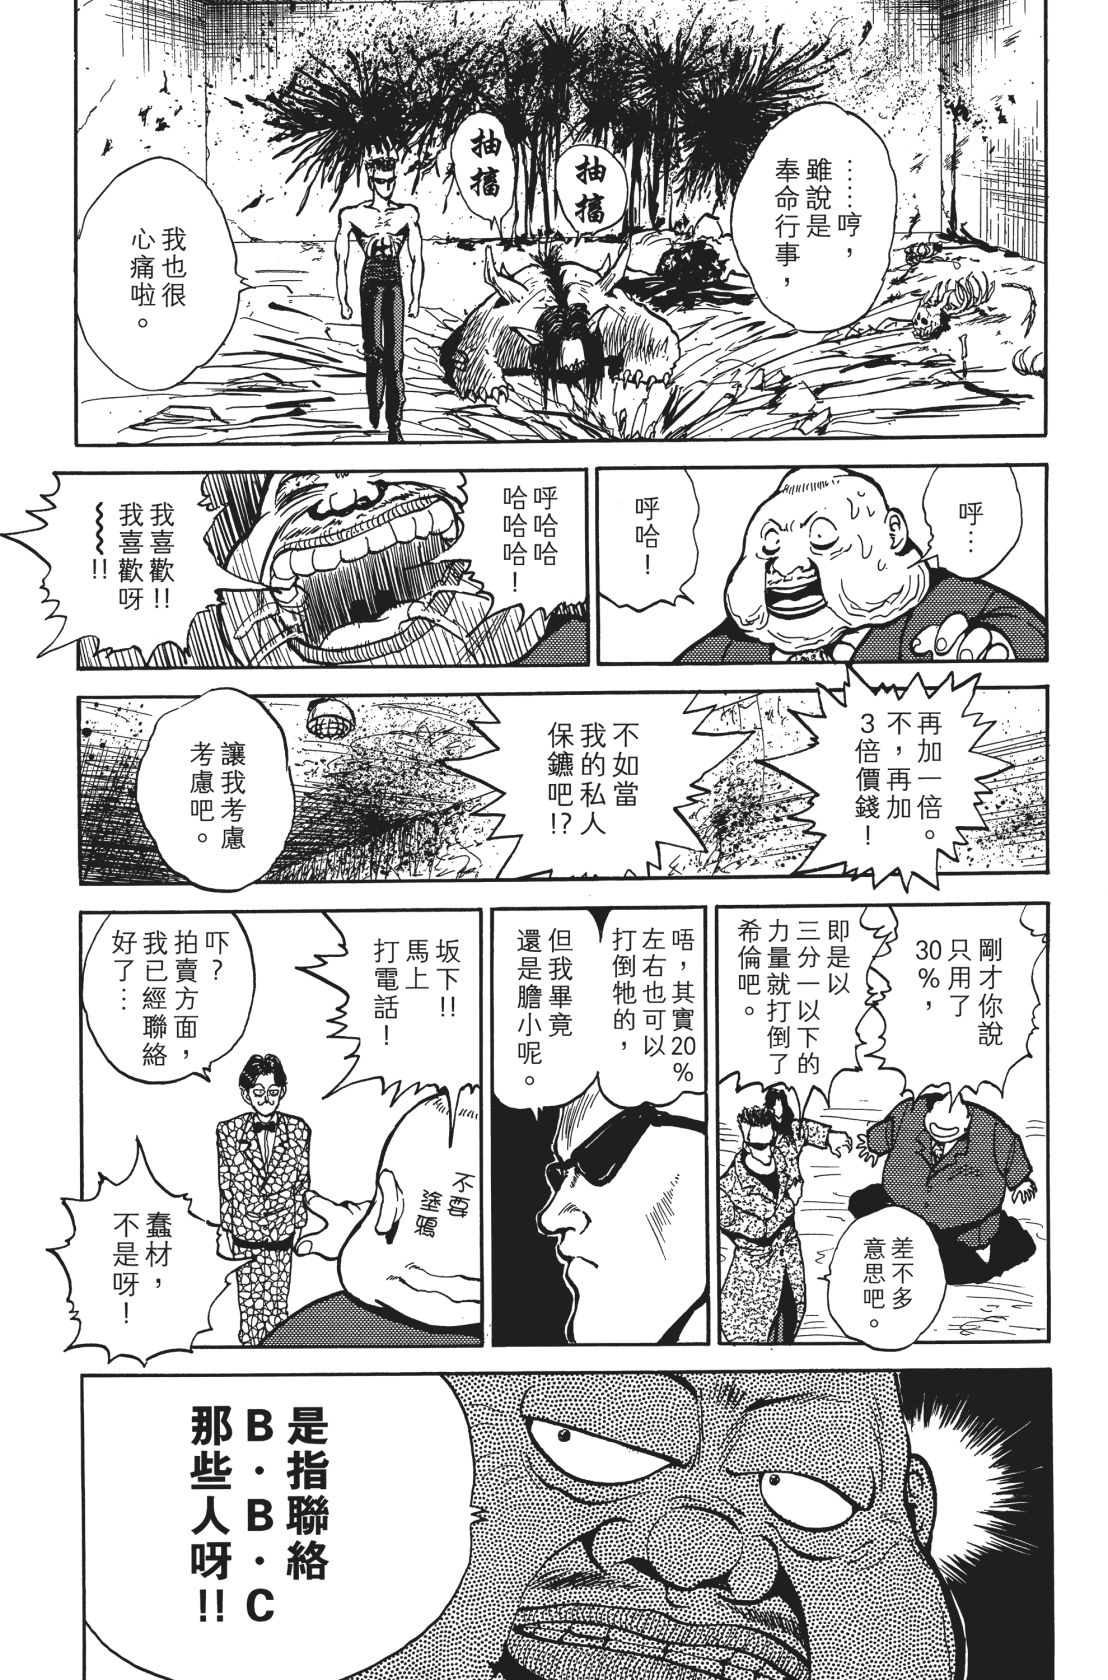 ……哼，
雖說是
奉命行事，
抽搐
抽搐
我也很
心痛啦。
呼…
呼哈！
呼哈哈
哈哈哈！
我喜歡!!
我喜歡呀
〜〜!!
再加一倍。
不，再加
3倍價錢！
不如當
我的私人
保鑣吧!?
讓我考慮
考慮吧。
剛才你說
只用了
30%，
即是以
三分一以下的
力量就打倒了
希倫吧。
差不多
意思吧。
唔，其實20%
左右也可以
打倒牠的，
但我畢竟
還是膽小呢。
坂下!!
馬上
打電話！
吓？
拍賣方面，
我已經聯絡
好了…
不要
塗鴉
蠢材，
不是呀！
是指聯絡
B·B·C
那些人呀!!